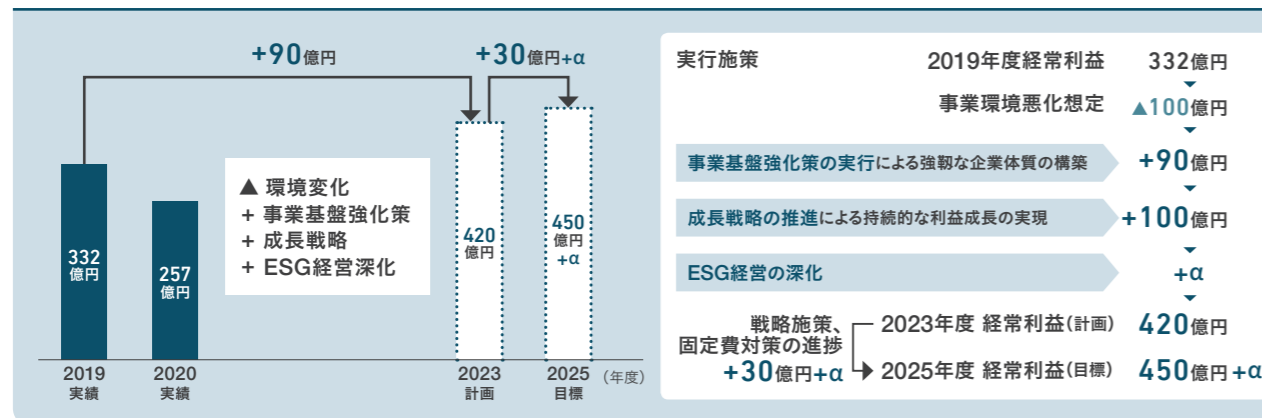 +90億円
+30億円+α
332
億円
257
億円
▲ 環境変化
+ 事業基盤強化策
+ 成長戦略
+ ESG経営深化
420
億円
450
億円
+α
2019
実績
2020
実績
2023
計画
2025
目標
(年度)
実行施策
2019年度経常利益 332億円
事業環境悪化想定 ▲100億円
事業基盤強化策の実行による強靭な企業体質の構築 +90億円
成長戦略の推進による持続的な利益成長の実現 +100億円
ESG経営の深化 +α
戦略施策、
固定費対策の進捗
+30億円+α
2023年度 経常利益(計画) 420億円
2025年度 経常利益(目標) 450億円+α